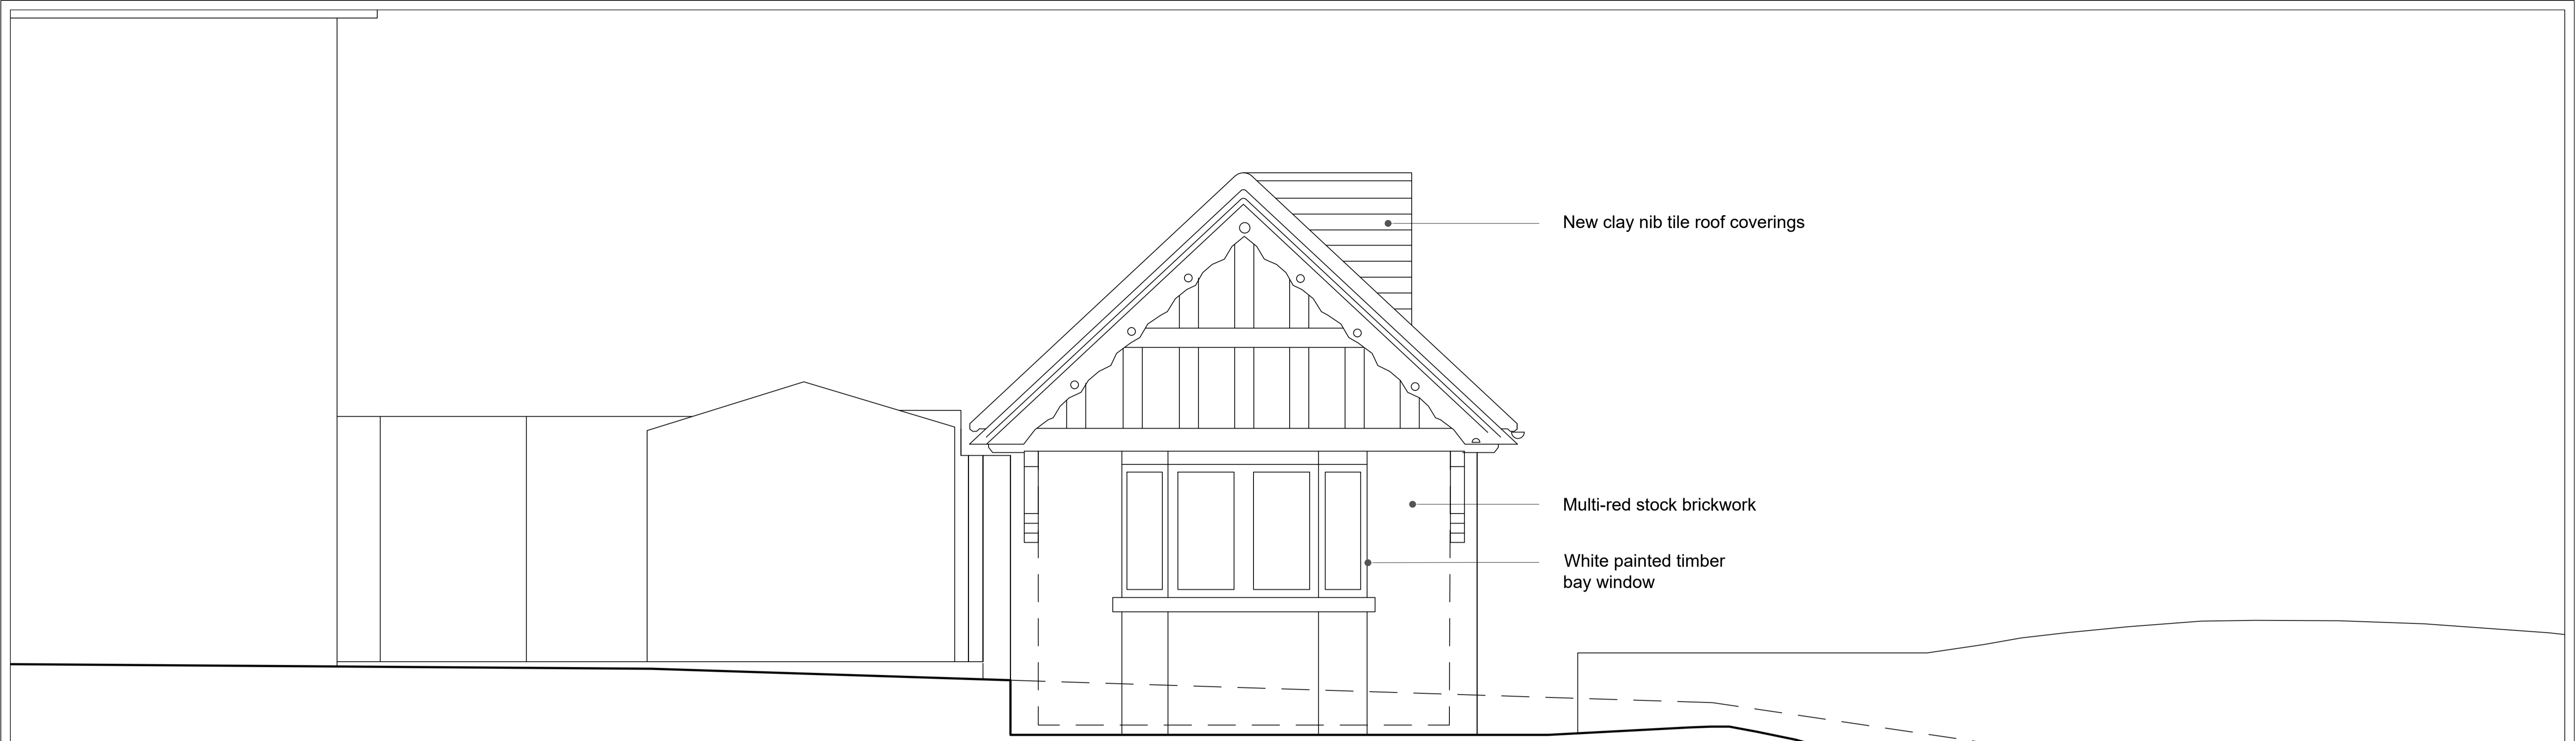 New clay nib tile roof coverings
Multi-red stock brickwork
White painted timber
bay window